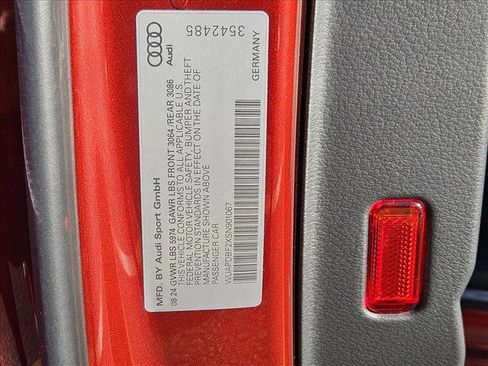 MFD. BY Audi Sport GmbH
08 24 GVWR LBS 5974 GAWR LBS FRONT 3064 /REAR 3086
THIS VEHICLE CONFORMS TO ALL APPLICABLE U.S.
FEDERAL MOTOR VEHICLE SAFETY, BUMPER AND THEFT
PREVENTION STANDARDS IN EFFECT ON THE DATE OF
MANUFACTURE SHOWN ABOVE
PASSENGER CAR
WUAPDBF2XSN901067
Audi
3542485
GERMANY